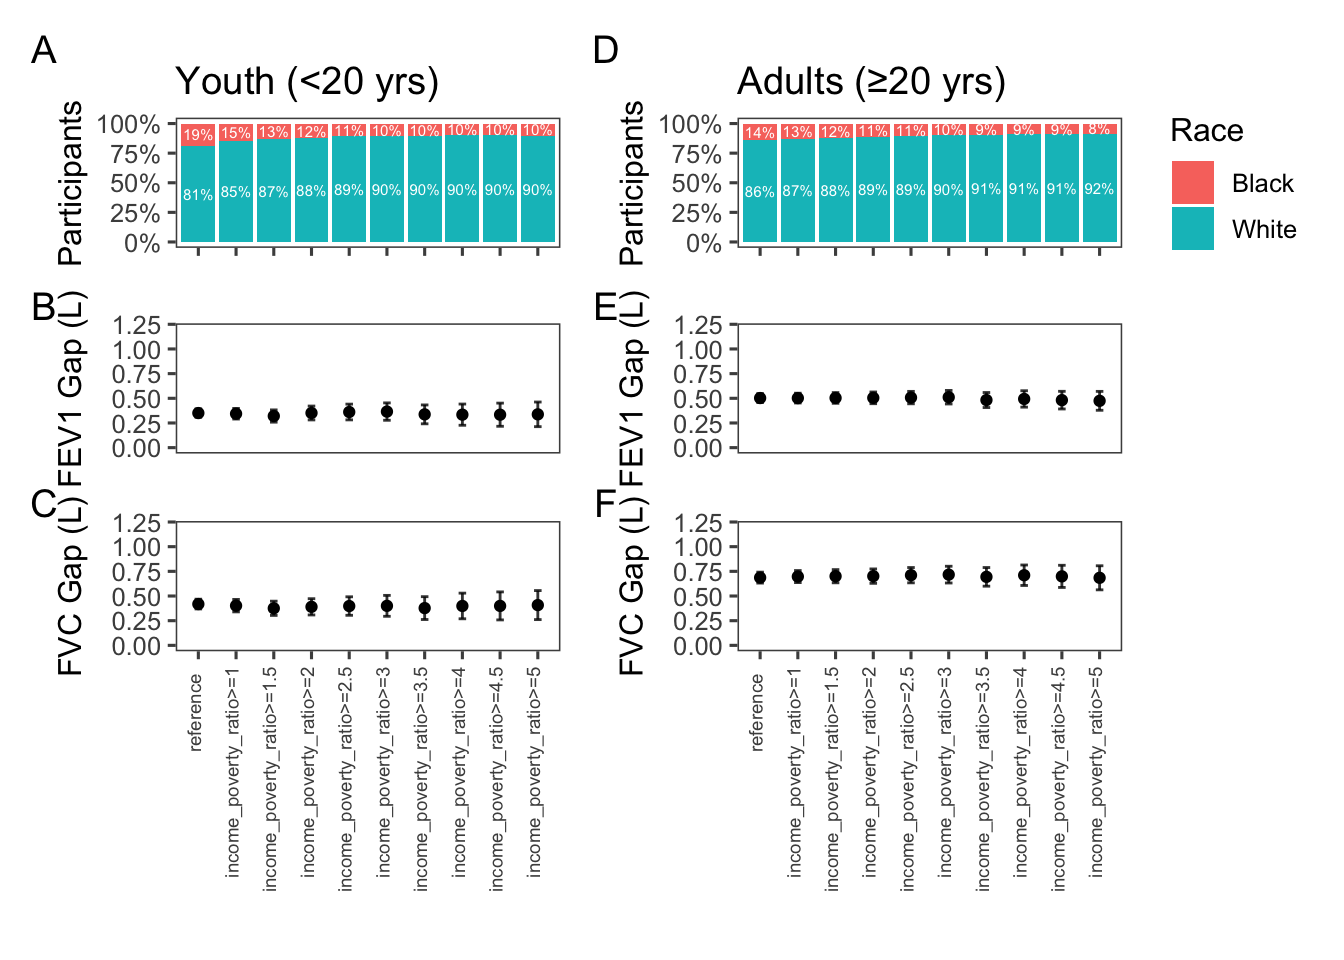 A
Youth (<20 yrs)
Participants
100%
75%
50%
25%
0%
19% 15% 13% 12% 11% 10% 10% 10% 10% 10%
81% 85% 87% 88% 89% 90% 90% 90% 90% 90%
B
FEV1 Gap (L)
1.25
1.00
0.75
0.50
0.25
0.00
C
FVC Gap (L)
1.25
1.00
0.75
0.50
0.25
0.00
reference
income_poverty_ratio>=1
income_poverty_ratio>=1.5
income_poverty_ratio>=2
income_poverty_ratio>=2.5
income_poverty_ratio>=3
income_poverty_ratio>=3.5
income_poverty_ratio>=4
income_poverty_ratio>=4.5
income_poverty_ratio>=5
D
Adults (≥20 yrs)
Participants
100%
75%
50%
25%
0%
14% 13% 12% 11% 11% 10% 9% 9% 9% 8%
86% 87% 88% 89% 89% 90% 91% 91% 91% 92%
E
FEV1 Gap (L)
1.25
1.00
0.75
0.50
0.25
0.00
F
FVC Gap (L)
1.25
1.00
0.75
0.50
0.25
0.00
reference
income_poverty_ratio>=1
income_poverty_ratio>=1.5
income_poverty_ratio>=2
income_poverty_ratio>=2.5
income_poverty_ratio>=3
income_poverty_ratio>=3.5
income_poverty_ratio>=4
income_poverty_ratio>=4.5
income_poverty_ratio>=5
Race
Black
White